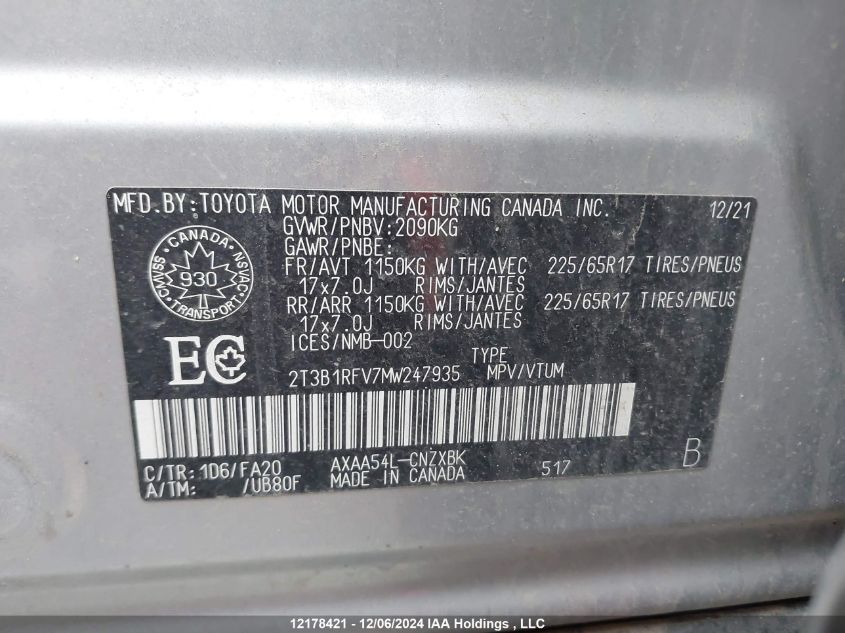 MFD.BY:TOYOTA MOTOR MANUFACTURING CANADA INC. 12/21
GVWR/PNBV:2090KG
GAWR/PNBE:
FR/AVT 1150KG WITH/AVEC 225/65R17 TIRES/PNEUS
17x7.0J RIMS/JANTES
RR/ARR 1150KG WITH/AVEC 225/65R17 TIRES/PNEUS
17x7.0J RIMS/JANTES
ICES/NMB-002
CANADA
CMVSS 930 NSVAC
TRANSPORT
EC
TYPE
2T3B1RFV7MW247935 MPV/VTUM
C/TR: 1D6/FA20 AXAA54L-CNZXBK 517 B
A/TM: /UB80F MADE IN CANADA
12178421 - 12/06/2024 IAA Holdings , LLC